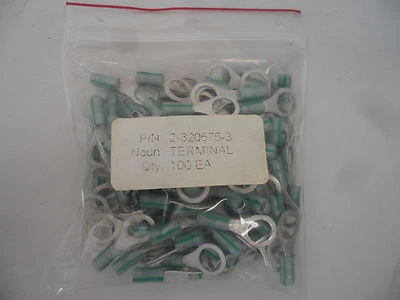 P/N 2-320575-3
Noun TERMINAL
Qty: 100 EA